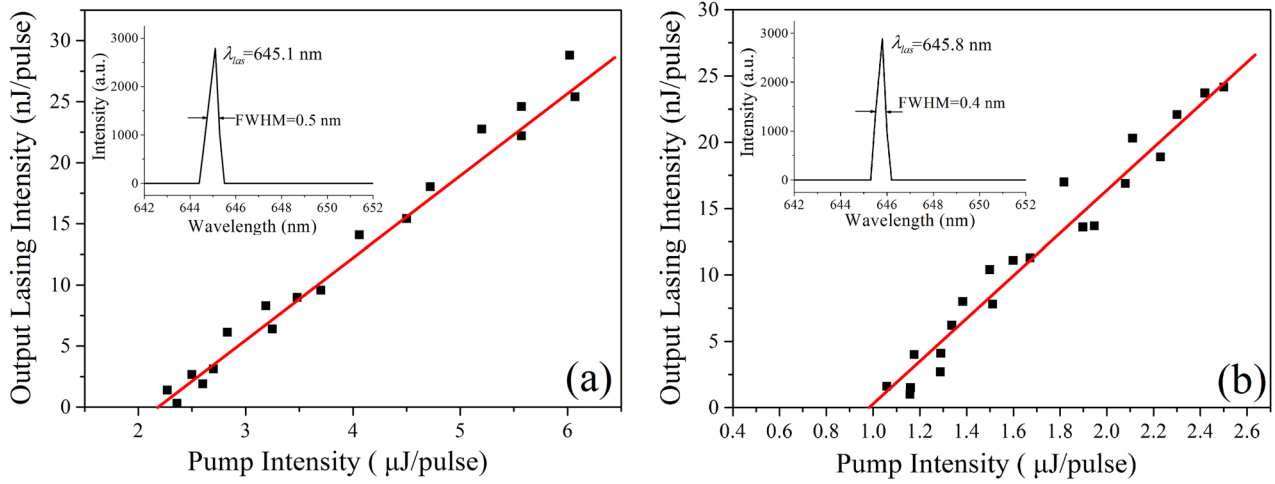 30
25
20
15
10
5
0
Output Lasing Intensity (nJ/pulse)
2 3 4 5 6
Pump Intensity ( μJ/pulse)
(a)
3000
2000
1000
0
Intensity (a.u.)
642 644 646 648 650 652
Wavelength (nm)
λlas=645.1 nm
FWHM=0.5 nm
30
25
20
15
10
5
0
Output Lasing Intensity (nJ/pulse)
0.4 0.6 0.8 1.0 1.2 1.4 1.6 1.8 2.0 2.2 2.4 2.6
Pump Intensity ( μJ/pulse)
(b)
3000
2000
1000
0
Intensity (a.u.)
642 644 646 648 650 652
Wavelength (nm)
λlas=645.8 nm
FWHM=0.4 nm